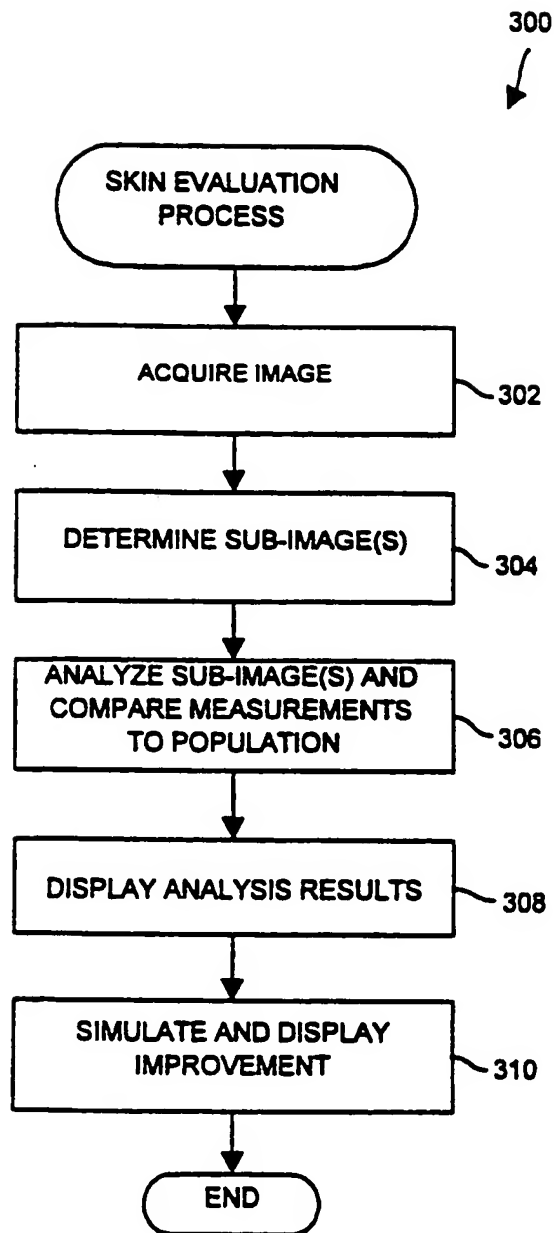 300
SKIN EVALUATION
PROCESS
ACQUIRE IMAGE
302
DETERMINE SUB-IMAGE(S)
304
ANALYZE SUB-IMAGE(S) AND
COMPARE MEASUREMENTS
TO POPULATION
306
DISPLAY ANALYSIS RESULTS
308
SIMULATE AND DISPLAY
IMPROVEMENT
310
END